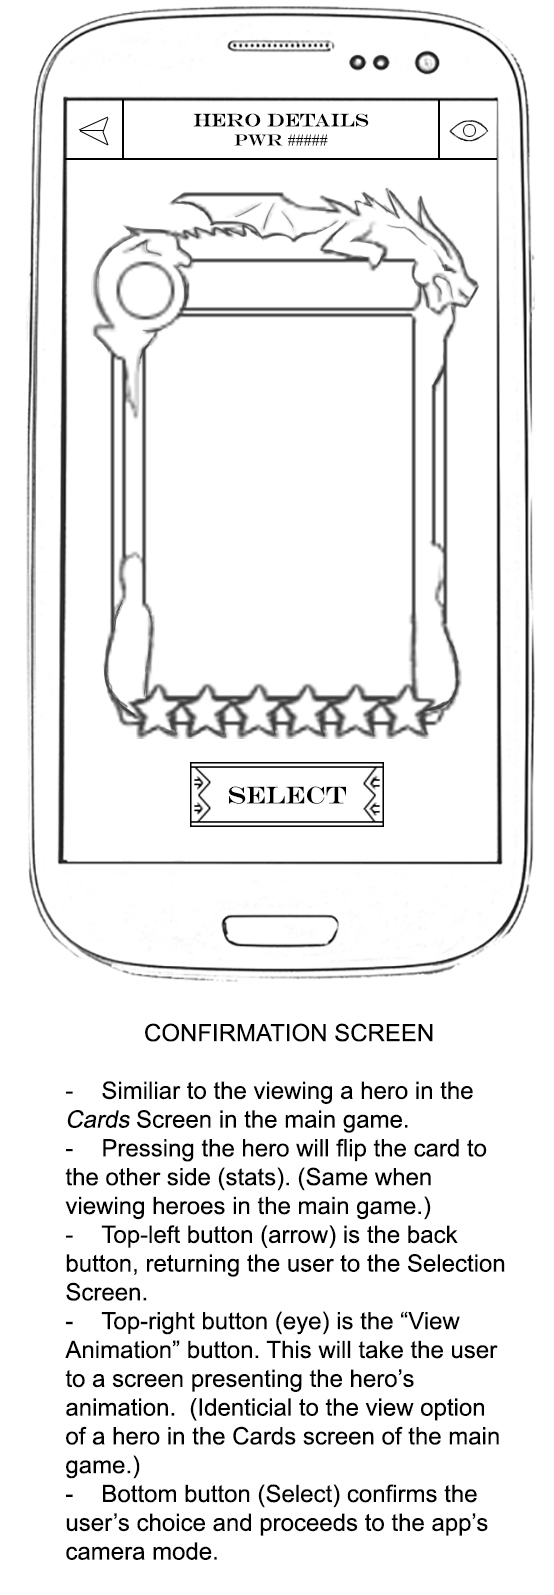 HERO DETAILS
PWR #####
SELECT
CONFIRMATION SCREEN
- Similiar to the viewing a hero in the
Cards Screen in the main game.
- Pressing the hero will flip the card to
the other side (stats). (Same when
viewing heroes in the main game.)
- Top-left button (arrow) is the back
button, returning the user to the Selection
Screen.
- Top-right button (eye) is the “View
Animation” button. This will take the user
to a screen presenting the hero’s
animation.  (Identicial to the view option
of a hero in the Cards screen of the main
game.)
- Bottom button (Select) confirms the
user’s choice and proceeds to the app’s
camera mode.